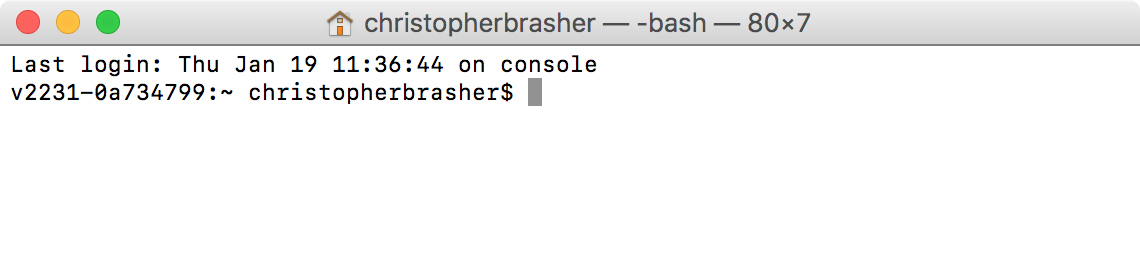 christopherbrasher — -bash — 80×7
Last login: Thu Jan 19 11:36:44 on console
v2231-0a734799:~ christopherbrasher$